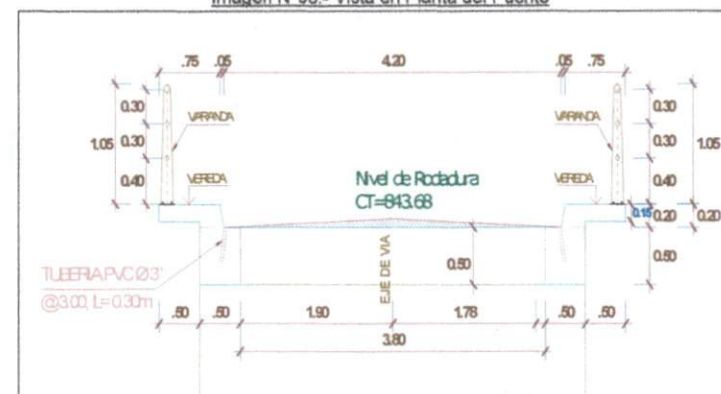 Imagen N°03.- Vista en Planta del Puente
.75 .05 4.20 .05 .75
0.30
1.05 0.30
0.40
VARANDA
VEREDA
Nivel de Rodadura
CT=843.68
VARANDA
VEREDA
0.30
0.30 1.05
0.40
0.15 0.20 0.20
0.50
0.50
EJE DE VIA
TUBERIA PVC Ø3"
@3.00, L=0.30m
.50 .50 1.90 1.78 .50 .50
3.80